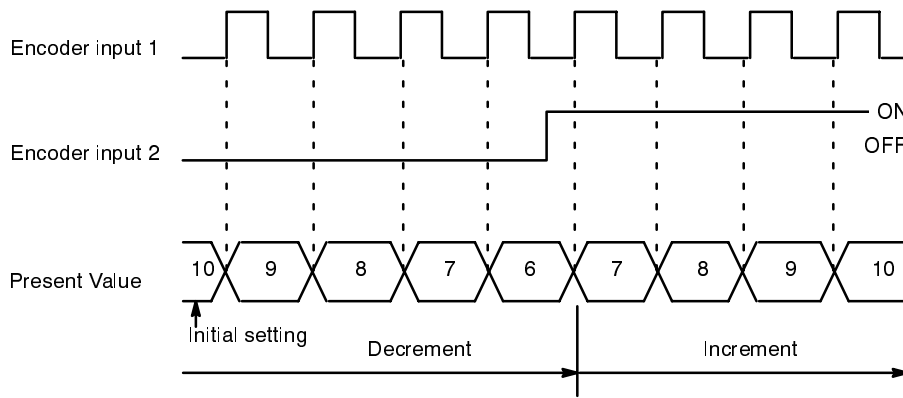 Encoder input 1
ON
Encoder input 2
OFF
Present Value
10 9 8 7 6 7 8 9 10
Initial setting
Decrement
Increment